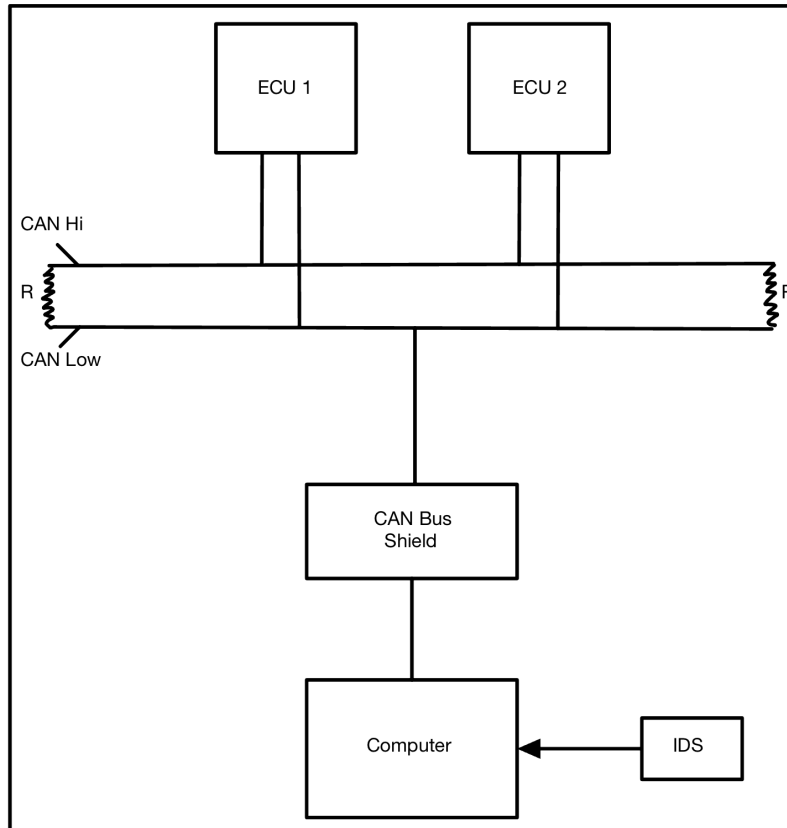 ECU 1
ECU 2
CAN Hi
R
R
CAN Low
CAN Bus
Shield
Computer
IDS